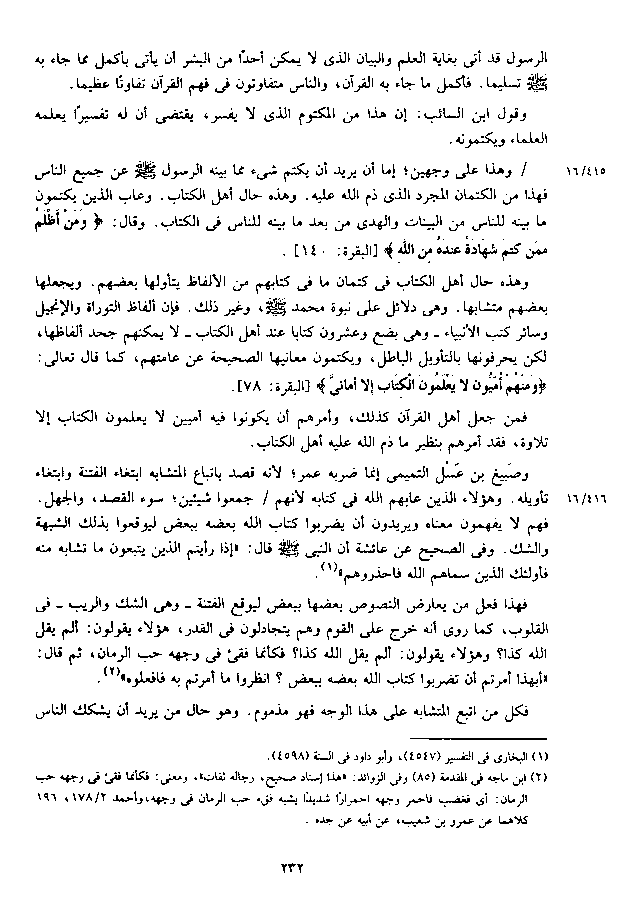 الرسول قد أتى بغاية العلم والبيان الذى لا يمكن أحدًا من البشر أن يأتى بأكمل مما جاء به
ﷺ تسليما. فأكمل ما جاء به القرآن، والناس متفاوتون فى فهم القرآن تفاوتًا عظيما.
وقول ابن السائب: إن هذا من المكتوم الذى لا يفسر، يقتضى أن له تفسيرًا يعلمه
العلماء ويكتمونه.
١٦/٤١٥ / وهذا على وجهين؛ إما أن يريد أن يكتم شىء مما بينه الرسول ﷺ عن جميع الناس
فهذا من الكتمان المجرد الذى ذم الله عليه. وهذه حال أهل الكتاب. وعاب الذين يكتمون
ما بينه للناس من البينات والهدى من بعد ما بينه للناس فى الكتاب. وقال: ﴿ وَمَنْ أَظْلَمُ
مِمَّن كَتَمَ شَهَادَةً عِندَهُ مِنَ اللَّهِ ﴾ [البقرة: ١٤٠] .
وهذه حال أهل الكتاب فى كتمان ما فى كتابهم من الألفاظ يتأولها بعضهم. ويجعلها
بعضهم متشابها. وهى دلائل على نبوة محمد ﷺ، وغير ذلك. فإن ألفاظ التوراة والإنجيل
وسائر كتب الأنبياء ـ وهى بضع وعشرون كتابا عند أهل الكتاب ـ لا يمكنهم جحد ألفاظها،
لكن يحرفونها بالتأويل الباطل، ويكتمون معانيها الصحيحة عن عامتهم، كما قال تعالى:
﴿وَمِنْهُمْ أُمِّيُّونَ لا يَعْلَمُونَ الْكِتَابَ إِلا أَمَانِيَّ ﴾ [البقرة: ٧٨].
فمن جعل أهل القرآن كذلك، وأمرهم أن يكونوا فيه أميين لا يعلمون الكتاب إلا
تلاوة، فقد أمرهم بنظير ما ذم الله عليه أهل الكتاب.
وصَبيغ بن عَسْل التميمى إنما ضربه عمر؛ لأنه قصد باتباع المتشابه ابتغاء الفتنة وابتغاء
١٦/٤١٦ تأويله. وهؤلاء الذين عابهم الله فى كتابه لأنهم / جمعوا شيئين؛ سوء القصد، والجهل.
فهم لا يفهمون معناه ويريدون أن يضربوا كتاب الله بعضه ببعض ليوقعوا بذلك الشبهة
والشك. وفى الصحيح عن عائشة أن النبى ﷺ قال: «إذا رأيتم الذين يتبعون ما تشابه منه
فأولئك الذين سماهم الله فاحذروهم»(١).
فهذا فعل من يعارض النصوص بعضها ببعض ليوقع الفتنة ـ وهى الشك والريب ـ فى
القلوب، كما روى أنه خرج على القوم وهم يتجادلون فى القدر، هؤلاء يقولون: ألم يقل
الله كذا؟ وهؤلاء يقولون: ألم يقل الله كذا؟ فكأنما فقئ فى وجهه حب الرمان، ثم قال:
«أبهذا أمرتم أن تضربوا كتاب الله بعضه ببعض ؟ انظروا ما أمرتم به فافعلوه»(٢).
فكل من اتبع المتشابه على هذا الوجه فهو مذموم. وهو حال من يريد أن يشكك الناس
(١) البخارى فى التفسير (٤٥٤٧)، وأبو داود فى السنة (٤٥٩٨).
(٢) ابن ماجه فى المقدمة (٨٥) وفى الزوائد: «هذا إسناد صحيح، رجاله ثقات»، ومعنى: فكأنما فقئ فى وجهه حب
الرمان: أى فغضب فاحمر وجهه احمرارًا شديدًا يشبه فقء حب الرمان فى وجهه،وأحمد ٢/١٧٨، ١٩٦
كلاهما عن عمرو بن شعيب، عن أبيه عن جده .
٢٣٢